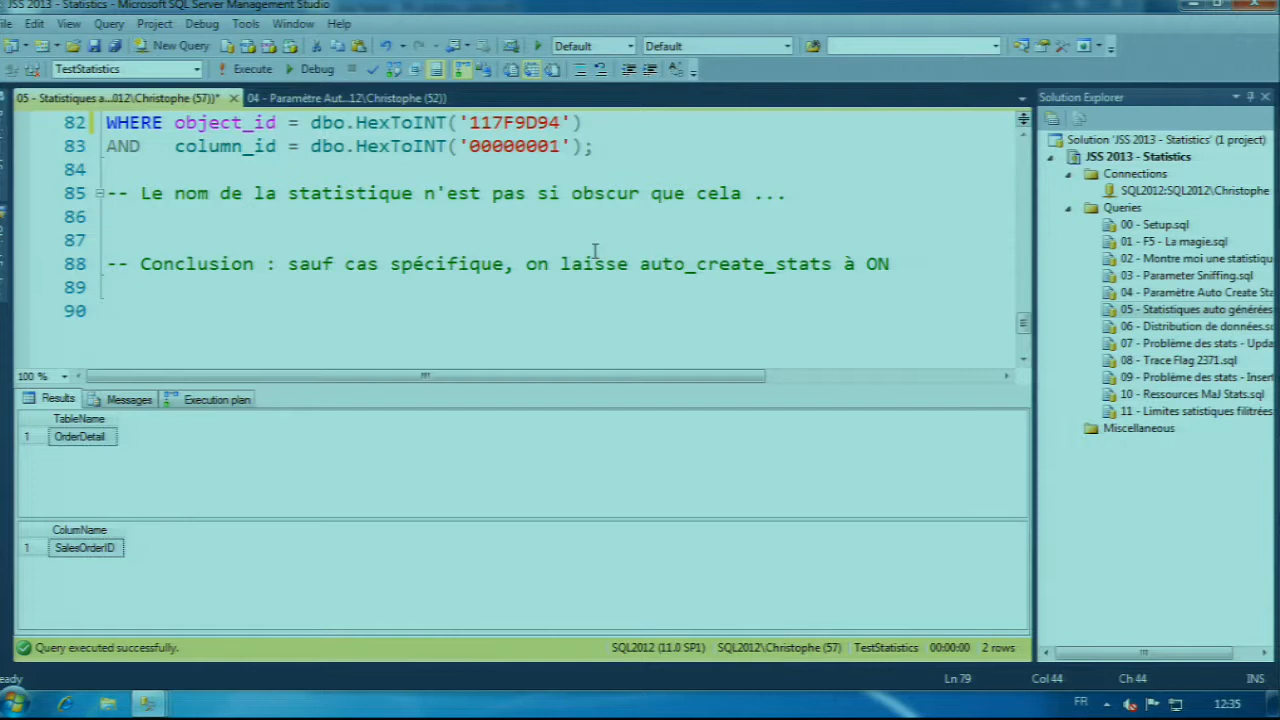 JSS 2013 - Statistics - Microsoft SQL Server Management Studio
File Edit View Query Project Debug Tools Window Help
New Query Default Default
TestStatistics Execute Debug
05 - Statistiques a...012\Christophe (57))* 04 - Paramètre Aut...12\Christophe (52))
82 WHERE object_id = dbo.HexToINT('117F9D94')
83 AND column_id = dbo.HexToINT('00000001');
84
85 -- Le nom de la statistique n'est pas si obscur que cela ...
86
87
88 -- Conclusion : sauf cas spécifique, on laisse auto_create_stats à ON
89
90
100 %
Results Messages Execution plan
TableName
1 OrderDetail
ColumName
1 SalesOrderID
Query executed successfully. SQL2012 (11.0 SP1) SQL2012\Christophe (57) TestStatistics 00:00:00 2 rows
Solution Explorer
Solution 'JSS 2013 - Statistics' (1 project)
JSS 2013 - Statistics
Connections
SQL2012:SQL2012\Christophe
Queries
00 - Setup.sql
01 - F5 - La magie.sql
02 - Montre moi une statistiqu
03 - Parameter Sniffing.sql
04 - Paramètre Auto Create Sta
05 - Statistiques auto générées
06 - Distribution de données.s
07 - Problème des stats - Upda
08 - Trace Flag 2371.sql
09 - Problème des stats - Inser
10 - Ressources MaJ Stats.sql
11 - Limites satistiques filitrées
Miscellaneous
eady Ln 79 Col 44 Ch 44 INS
FR 12:35